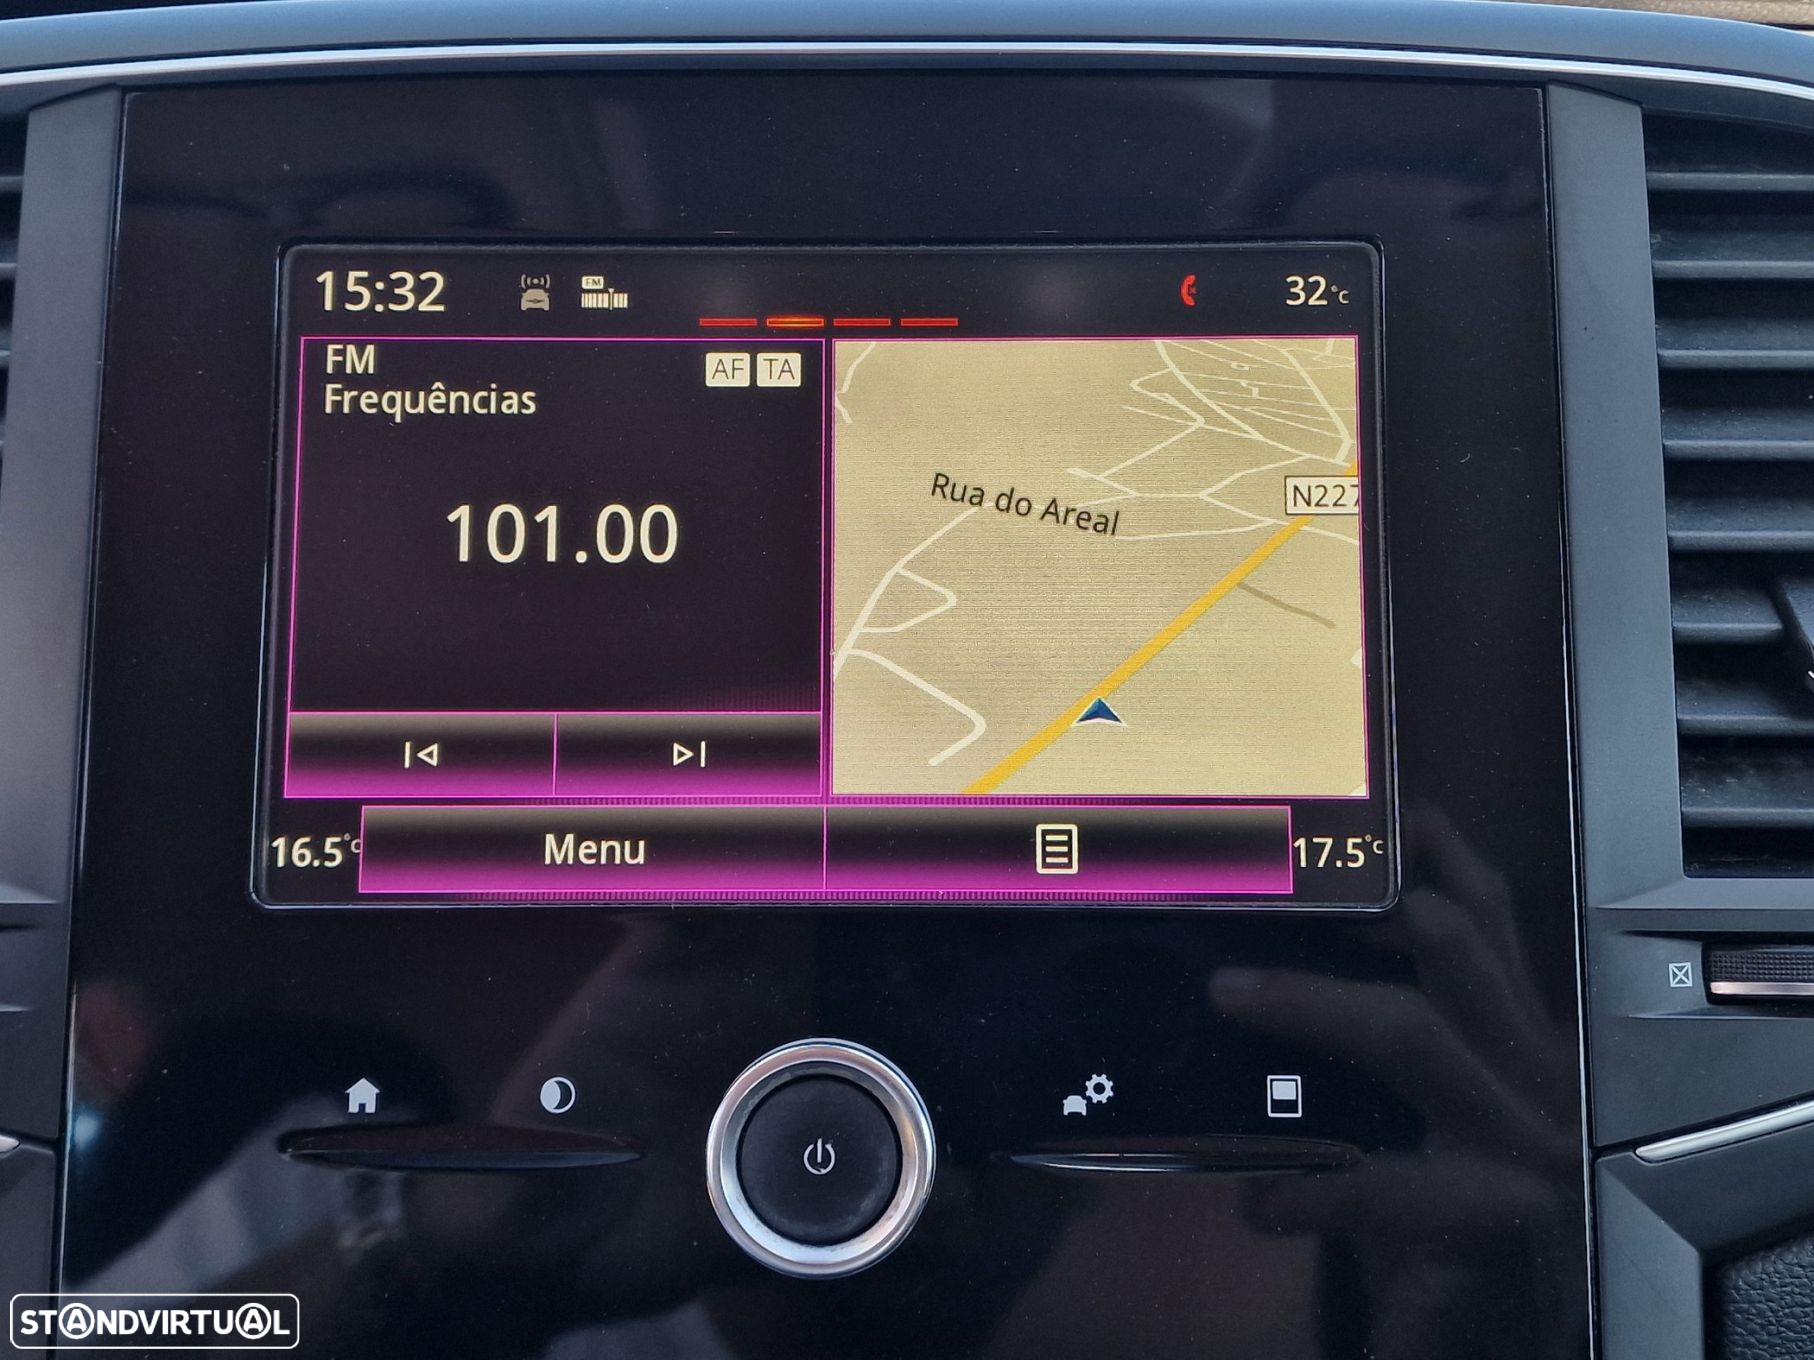 15:32
FM
32°C
FM
AF TA
Frequências
101.00
Rua do Areal
N227
16.5°C
Menu
17.5°C
STANDVIRTUAL